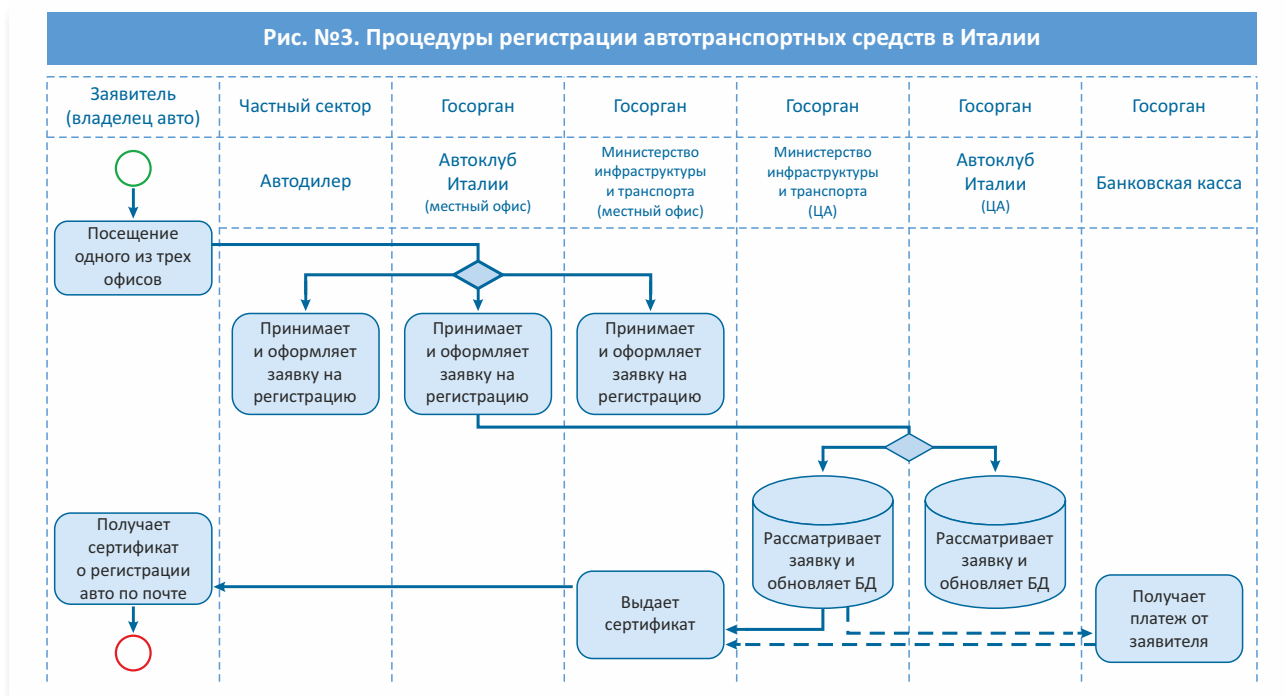 Рис. №3. Процедуры регистрации автотранспортных средств в Италии
Заявитель
(владелец авто)
Частный сектор
Госорган
Госорган
Госорган
Госорган
Госорган
Автодилер
Автоклуб
Италии
(местный офис)
Министерство
инфраструктуры
и транспорта
(местный офис)
Министерство
инфраструктуры
и транспорта
(ЦА)
Автоклуб
Италии
(ЦА)
Банковская касса
Посещение
одного из трех
офисов
Принимает
и оформляет
заявку на
регистрацию
Принимает
и оформляет
заявку на
регистрацию
Принимает
и оформляет
заявку на
регистрацию
Получает
сертификат
о регистрации
авто по почте
Рассматривает
заявку и
обновляет БД
Рассматривает
заявку и
обновляет БД
Выдает
сертификат
Получает
платеж от
заявителя